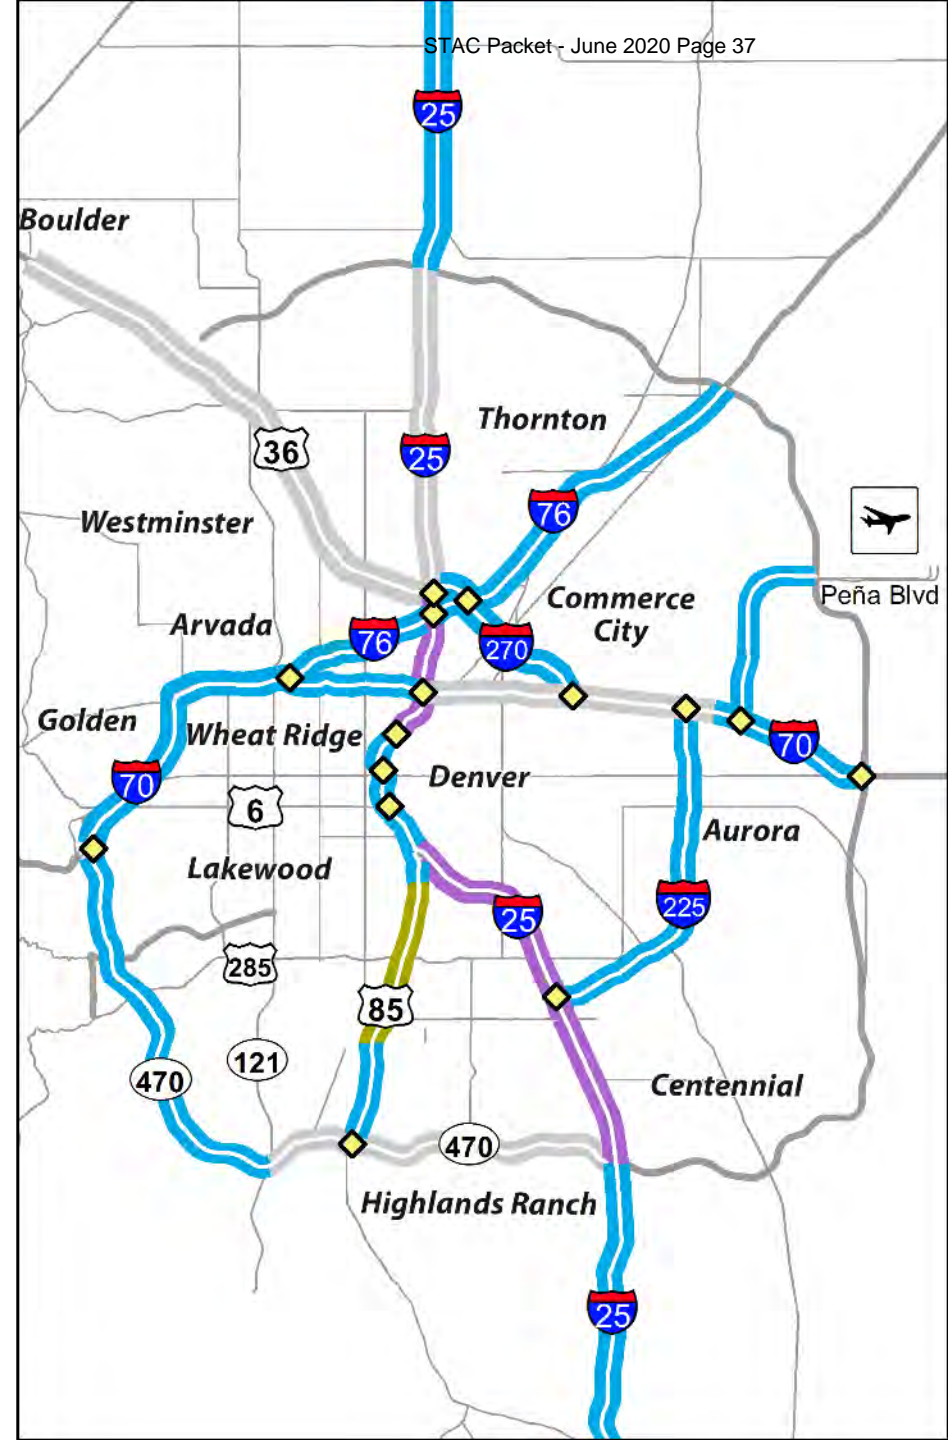 STAC Packet - June 2020 Page 37
25
Boulder
Thornton
36
25
76
Westminster
Commerce
City
Peña Blvd
Arvada
76
270
Golden
Wheat Ridge
70
70
Denver
6
Aurora
Lakewood
25
225
285
85
121
470
Centennial
470
Highlands Ranch
25